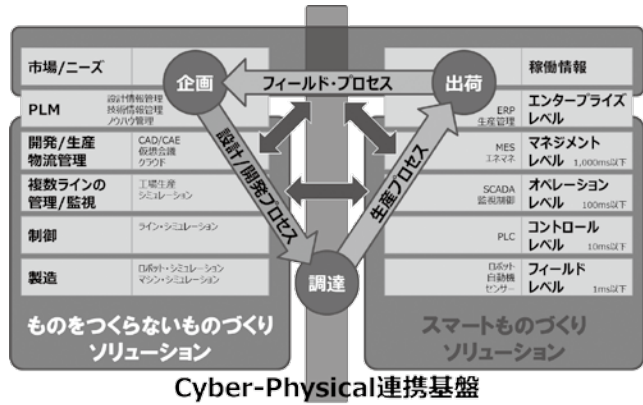 市場/ニーズ
企画
フィールド・プロセス
出荷
稼働情報
PLM
設計情報管理
技術情報管理
ノウハウ管理
ERP
生産管理
エンタープライズ
レベル
開発/生産
物流管理
CAD/CAE
仮想会議
クラウド
設計/開発プロセス
生産プロセス
MES
エネマネ
マネジメント
レベル 1,000ms以下
複数ラインの
管理/監視
工場生産
シミュレーション
SCADA
監視制御
オペレーション
レベル 100ms以下
制御
ライン・シミュレーション
PLC
コントロール
レベル 10ms以下
製造
ロボット・シミュレーション
マシン・シミュレーション
調達
ロボット
自動機
センサー
フィールド
レベル 1ms以下
ものをつくらないものづくり
ソリューション
スマートものづくり
ソリューション
Cyber-Physical連携基盤